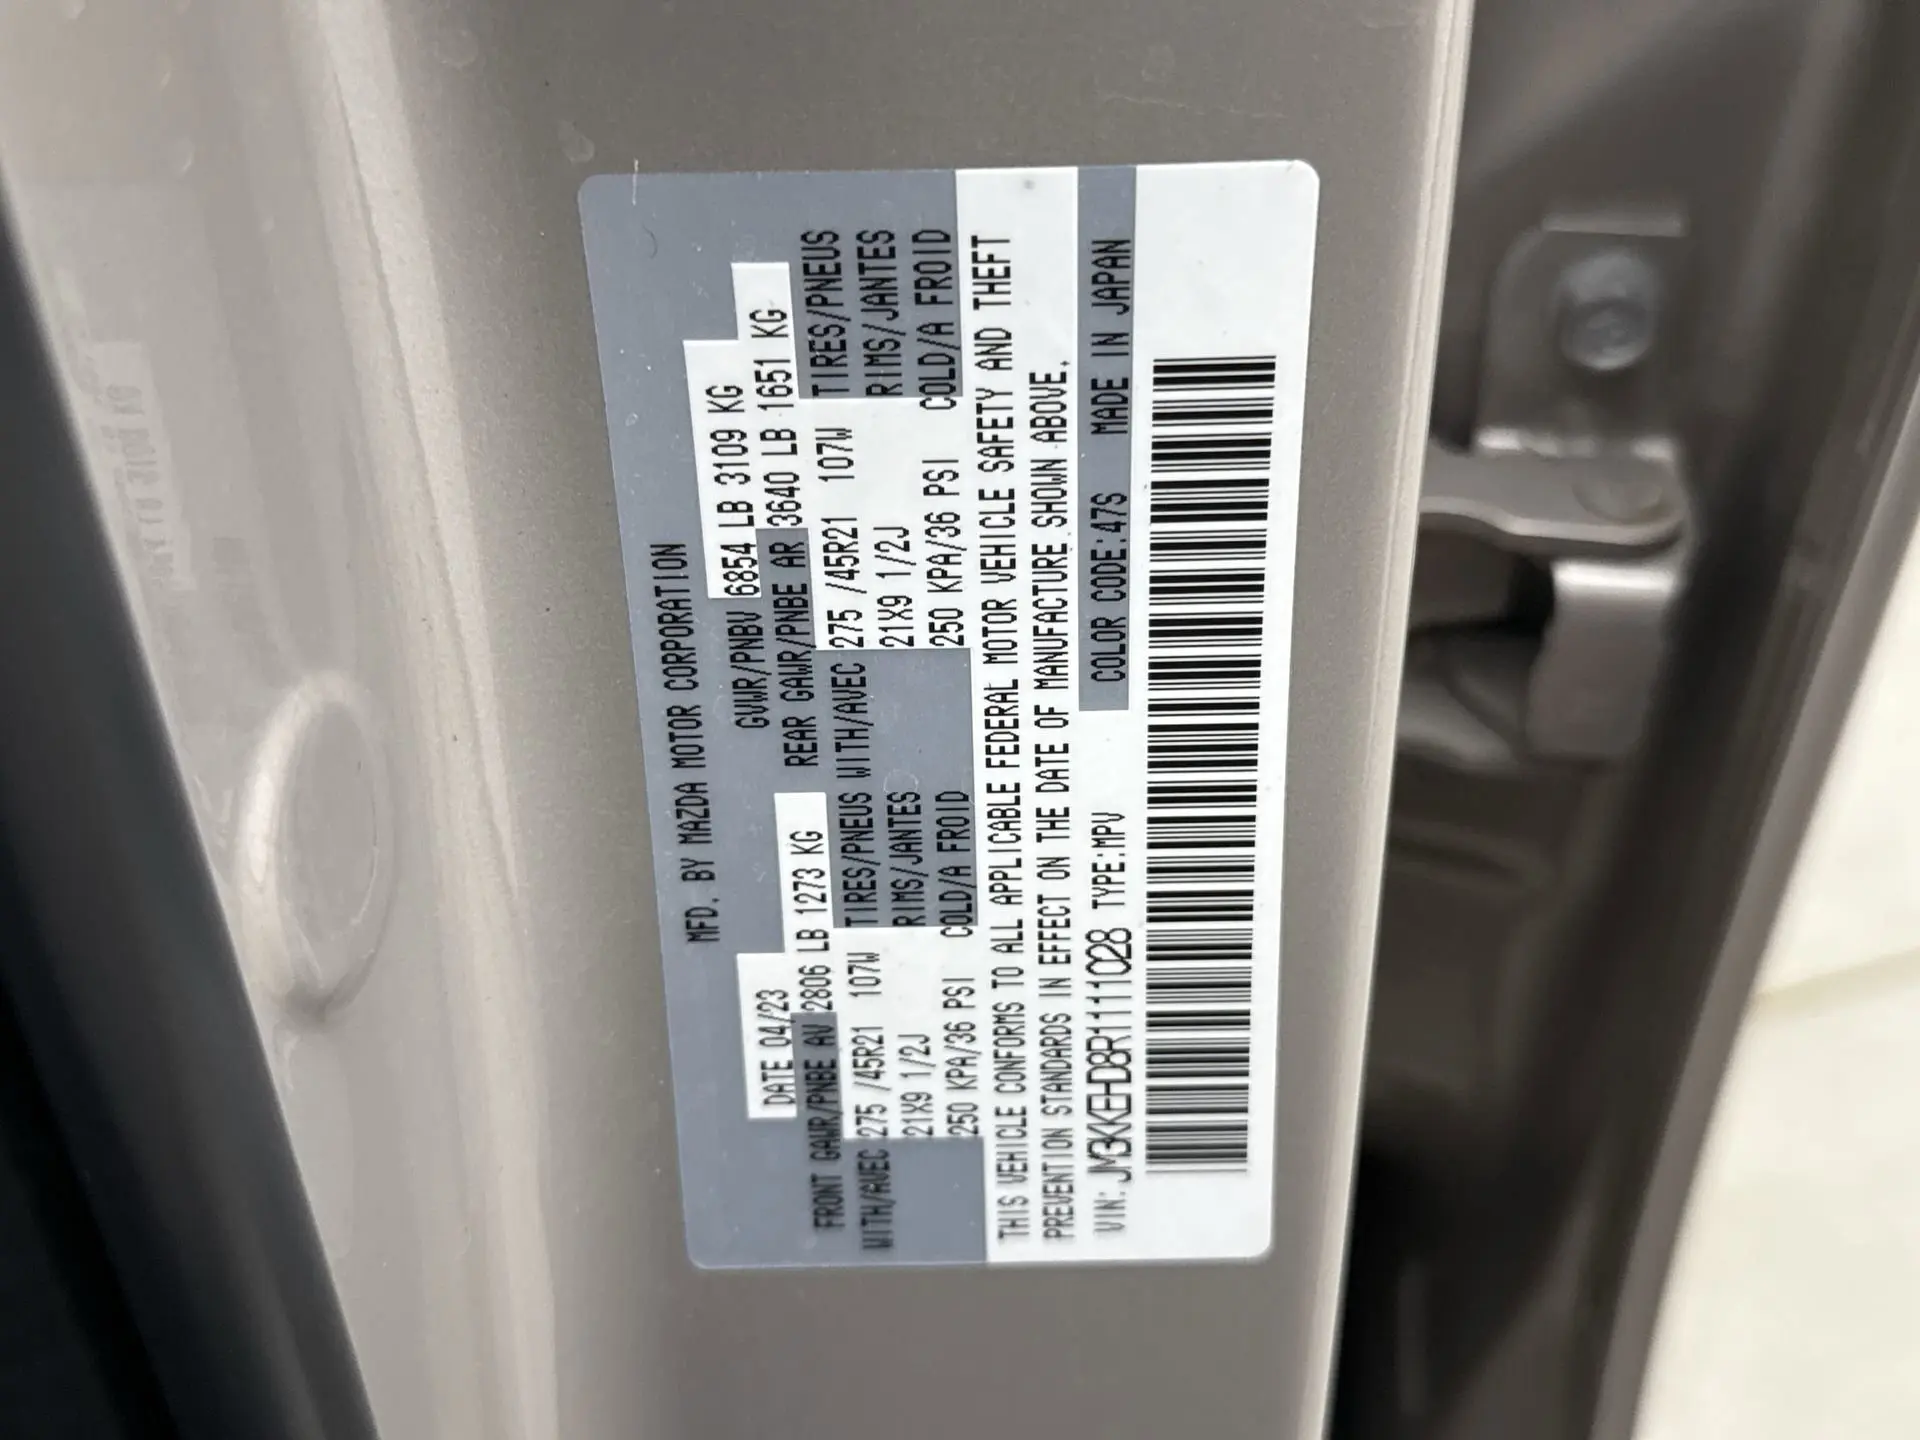 MFD. BY MAZDA MOTOR CORPORATION
DATE 04/23 GVWR/PNBV 6854 LB 3109 KG
FRONT GAWR/PNBE AV 2806 LB 1273 KG REAR GAWR/PNBE AR 3640 LB 1651 KG
WITH/AVEC 275 /45R21 107W TIRES/PNEUS WITH/AVEC 275 /45R21 107W TIRES/PNEUS
21X9 1/2J RIMS/JANTES 21X9 1/2J RIMS/JANTES
250 KPA/36 PSI COLD/A FROID 250 KPA/36 PSI COLD/A FROID
THIS VEHICLE CONFORMS TO ALL APPLICABLE FEDERAL MOTOR VEHICLE SAFETY AND THEFT
PREVENTION STANDARDS IN EFFECT ON THE DATE OF MANUFACTURE SHOWN ABOVE.
VIN: JM3KKEHD8R1111028 TYPE:MPV COLOR CODE:47S MADE IN JAPAN